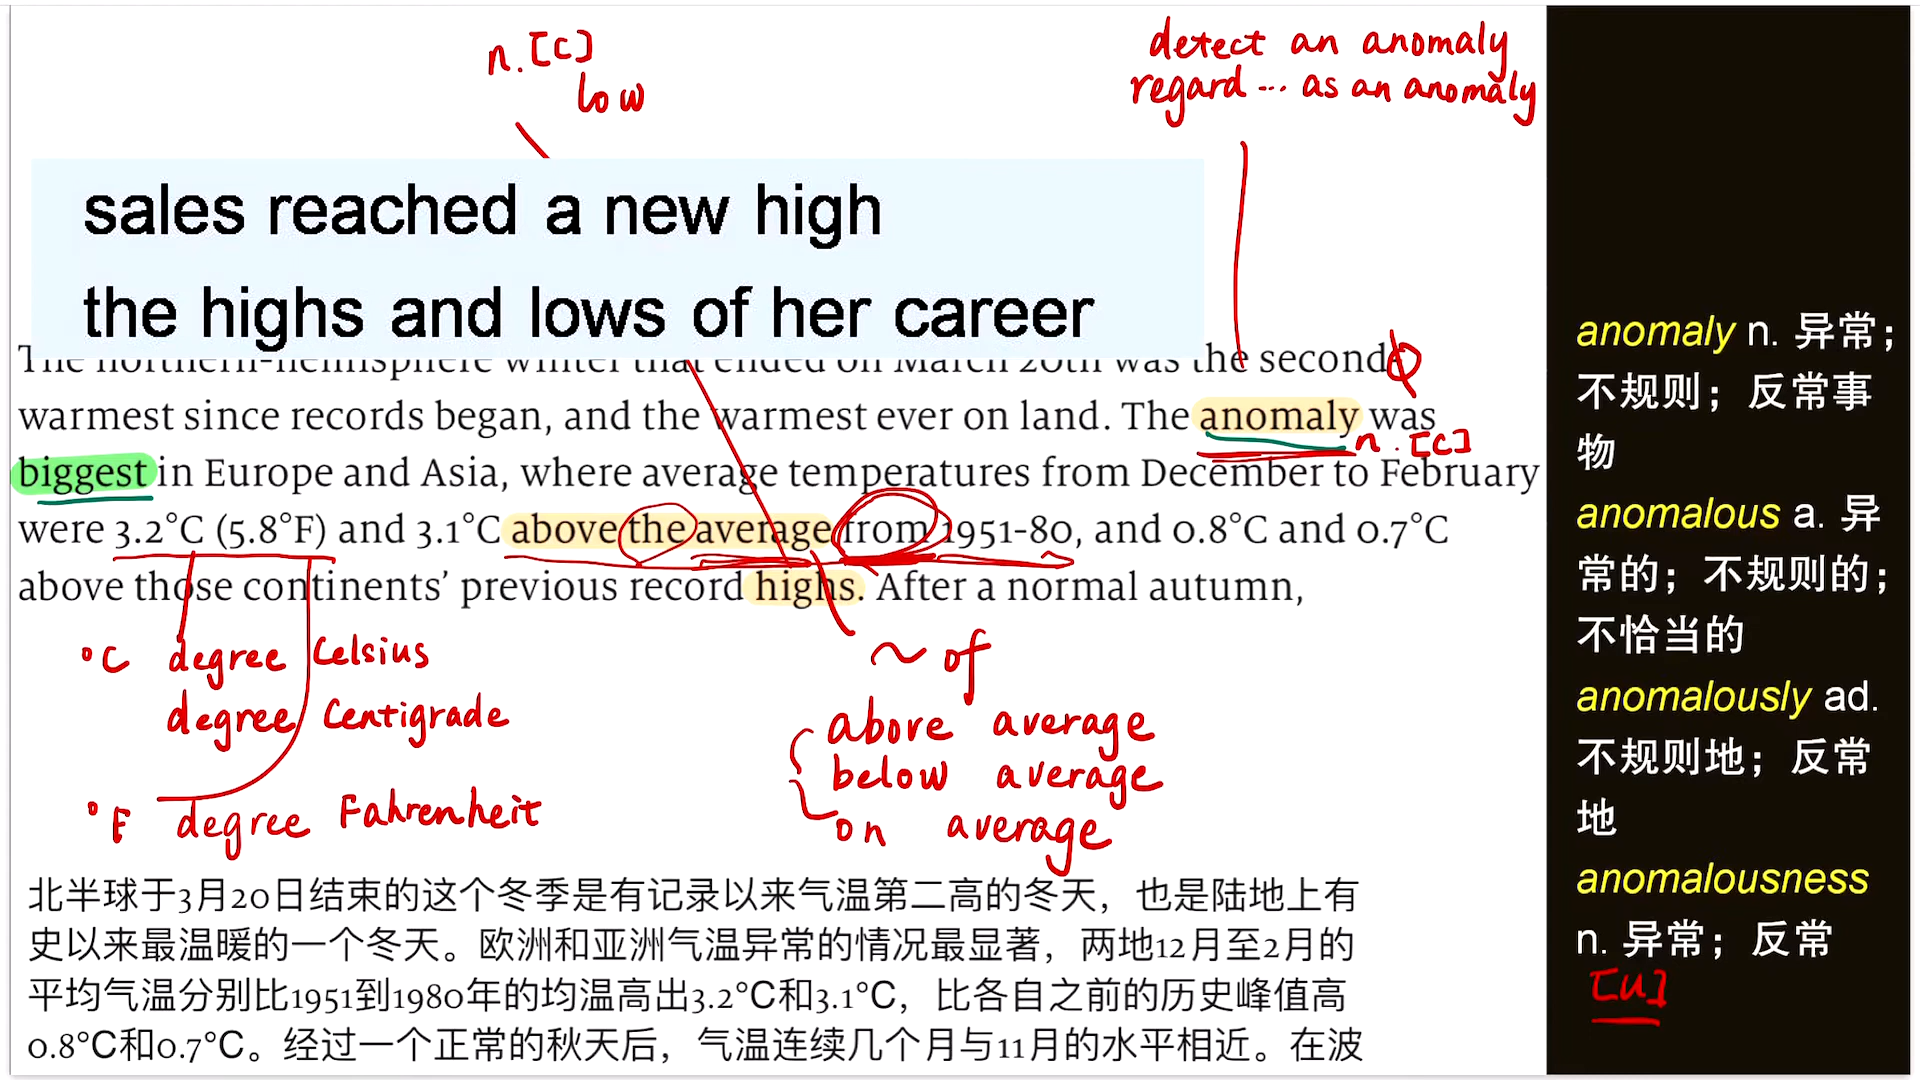 n. [C]
low
detect an anomaly
regard ... as an anomaly
sales reached a new high
the highs and lows of her career
The northern-hemisphere winter that ended on March 20th was the second-
warmest since records began, and the warmest ever on land. The anomaly was
n. [C]
biggest in Europe and Asia, where average temperatures from December to February
were 3.2°C (5.8°F) and 3.1°C above the average from 1951-80, and 0.8°C and 0.7°C
above those continents’ previous record highs. After a normal autumn,
°C degree Celsius
degree Centigrade
°F degree Fahrenheit
~ of
above average
below average
on average
北半球于3月20日结束的这个冬季是有记录以来气温第二高的冬天，也是陆地上有
史以来最温暖的一个冬天。欧洲和亚洲气温异常的情况最显著，两地12月至2月的
平均气温分别比1951到1980年的均温高出3.2°C和3.1°C，比各自之前的历史峰值高
0.8°C和0.7°C。经过一个正常的秋天后，气温连续几个月与11月的水平相近。在波
anomaly n. 异常；
不规则；反常事
物
anomalous a. 异
常的；不规则的；
不恰当的
anomalously ad.
不规则地；反常
地
anomalousness
n. 异常；反常
[U]